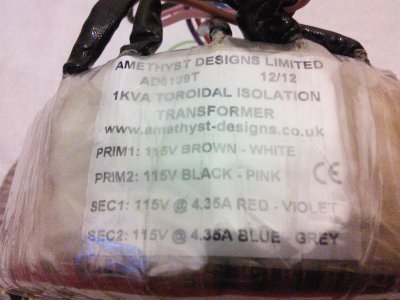 AMETHYST DESIGNS LIMITED
AD6109T 12/12
1KVA TOROIDAL ISOLATION
TRANSFORMER
www.amethyst-designs.co.uk
PRIM1: 115V BROWN - WHITE
PRIM2: 115V BLACK - PINK CE
SEC1: 115V @ 4.35A RED - VIOLET
SEC2: 115V @ 4.35A BLUE - GREY